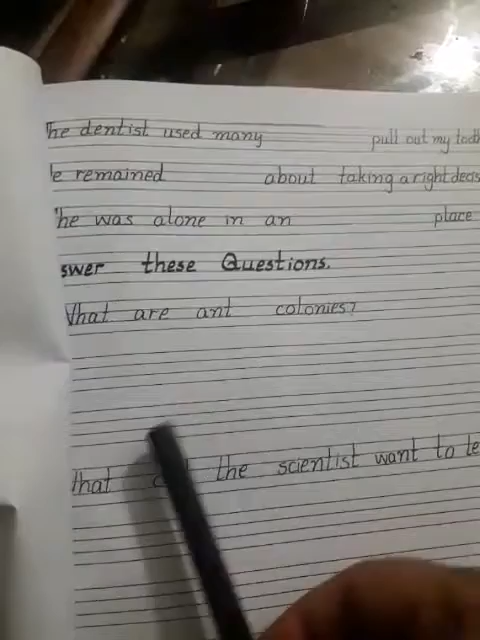 he dentist used many pull out my tooth
e remained about taking a right decis
he was alone in an place
swer these Questions.
What are ant colonies?
What the scientist want to le